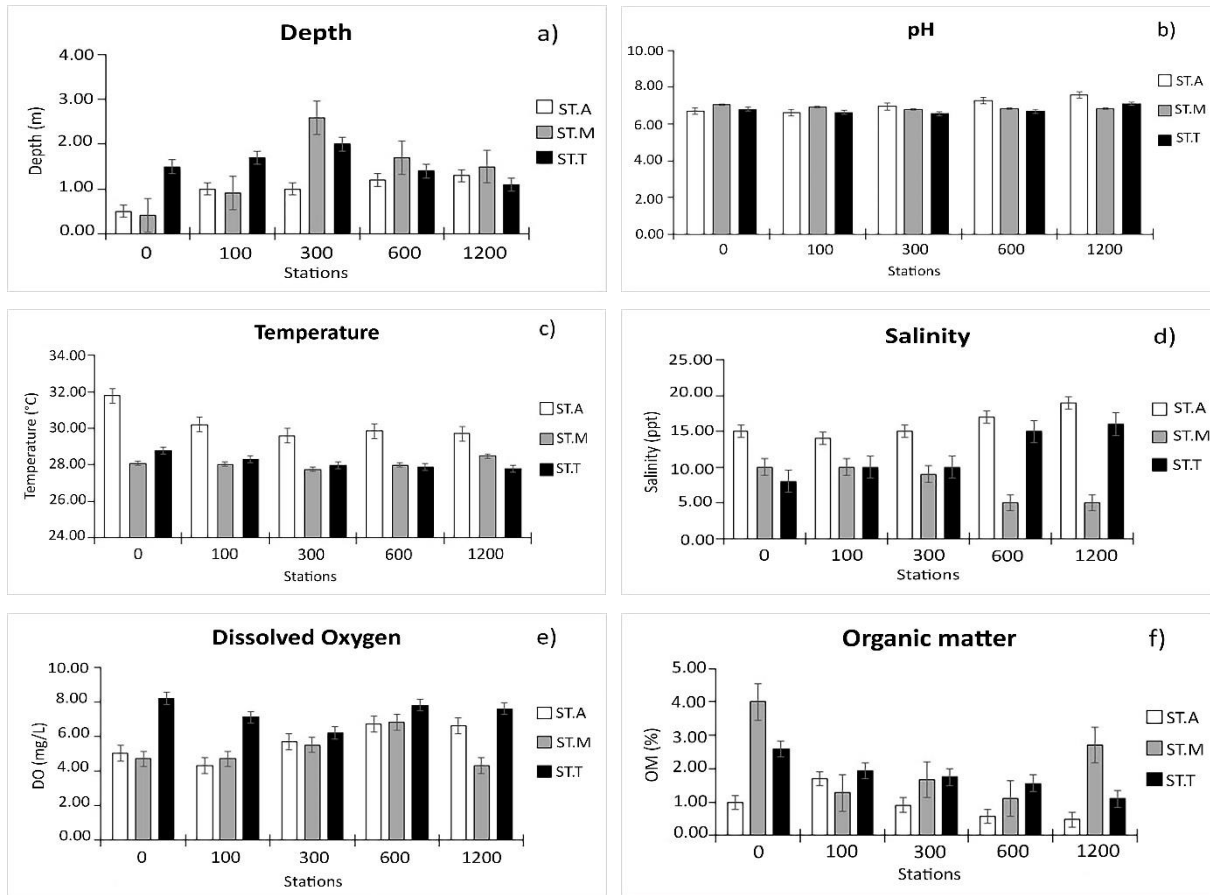 Depth
a)
4.00
3.00
2.00
1.00
0.00
Depth (m)
0 100 300 600 1200
Stations
ST.A
ST.M
ST.T
pH
b)
10.00
8.00
6.00
4.00
2.00
0.00
0 100 300 600 1200
Stations
ST.A
ST.M
ST.T
Temperature
c)
34.00
32.00
30.00
28.00
26.00
24.00
Temperature (°C)
0 100 300 600 1200
Stations
ST.A
ST.M
ST.T
Salinity
d)
25.00
20.00
15.00
10.00
5.00
0.00
Salinity (ppt)
0 100 300 600 1200
Stations
ST.A
ST.M
ST.T
Dissolved Oxygen
e)
10.00
8.00
6.00
4.00
2.00
0.00
DO (mg/L)
0 100 300 600 1200
Stations
ST.A
ST.M
ST.T
Organic matter
f)
5.00
4.00
3.00
2.00
1.00
0.00
OM (%)
0 100 300 600 1200
Stations
ST.A
ST.M
ST.T